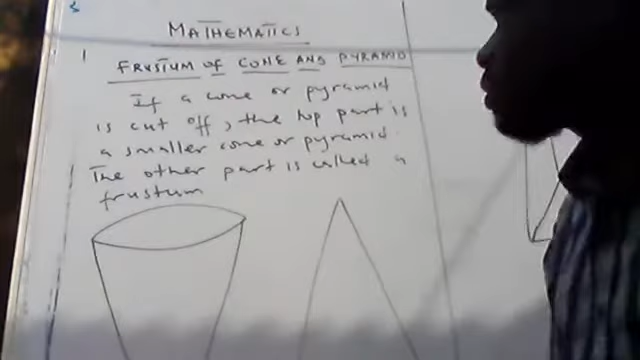 MATHEMATICS
1
FRUSTUM OF CONE AND PYRAMID
If a cone or pyramid
is cut off, the top part is
a smaller cone or pyramid.
The other part is called a
frustum